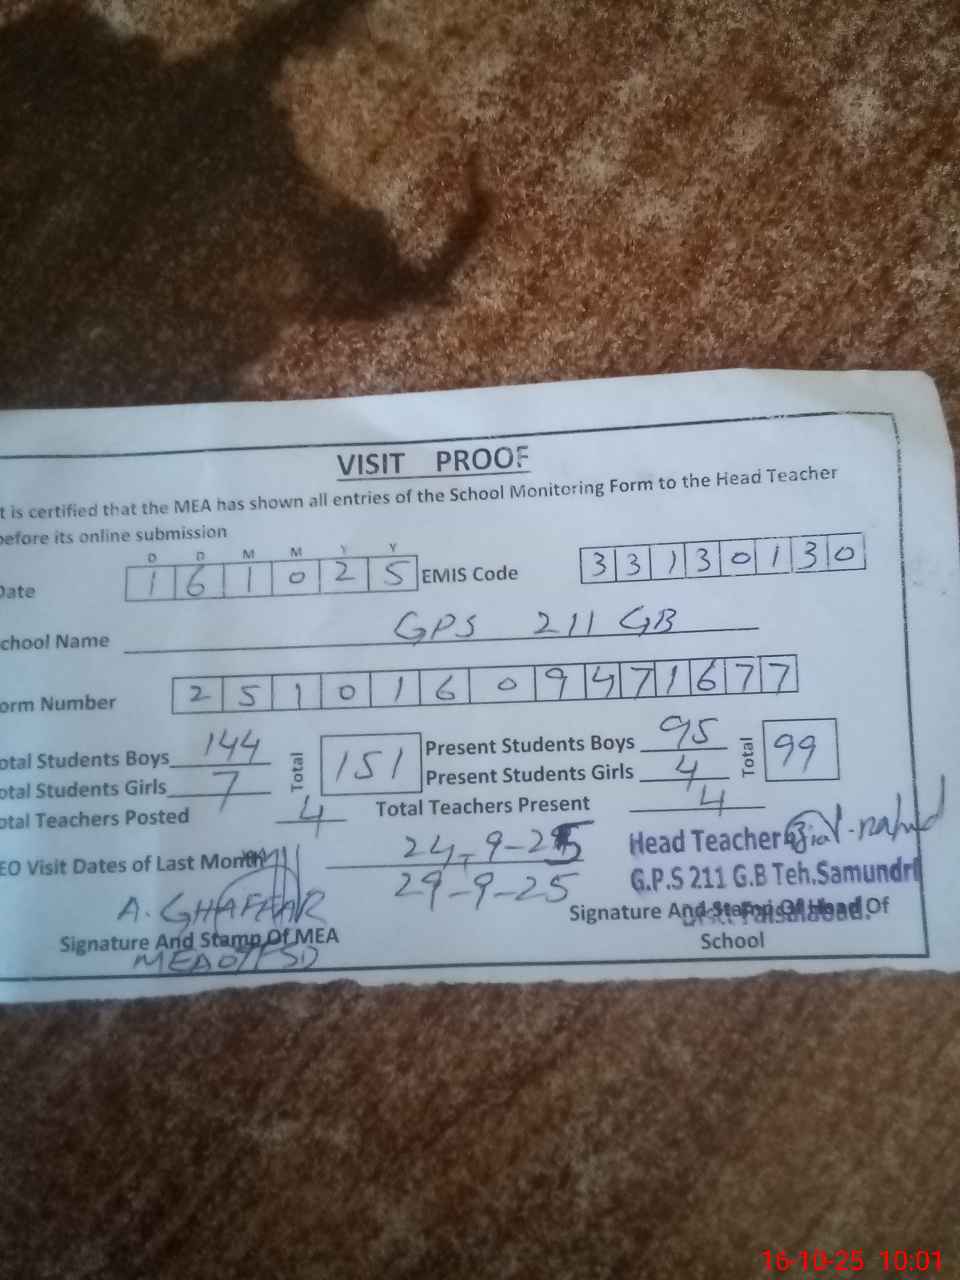 VISIT PROOF
t is certified that the MEA has shown all entries of the School Monitoring Form to the Head Teacher
before its online submission
D D M M Y Y
Date 1 6 1 0 2 5 EMIS Code 3 3 1 3 0 1 3 0
chool Name GPS 211 GB
orm Number 2 5 1 0 1 6 0 9 4 7 1 6 7 7
otal Students Boys 144 Total 151 Present Students Boys 95 Total 99
otal Students Girls 7 Present Students Girls 4
otal Teachers Posted 4 Total Teachers Present 4
EO Visit Dates of Last Month 24-9-25
29-9-25
Head Teacher
G.P.S 211 G.B Teh.Samundri
A. GHAFFAR
Signature And Stamp Of MEA
Signature And Stamp Of Head Of
School
16-10-25 10:01